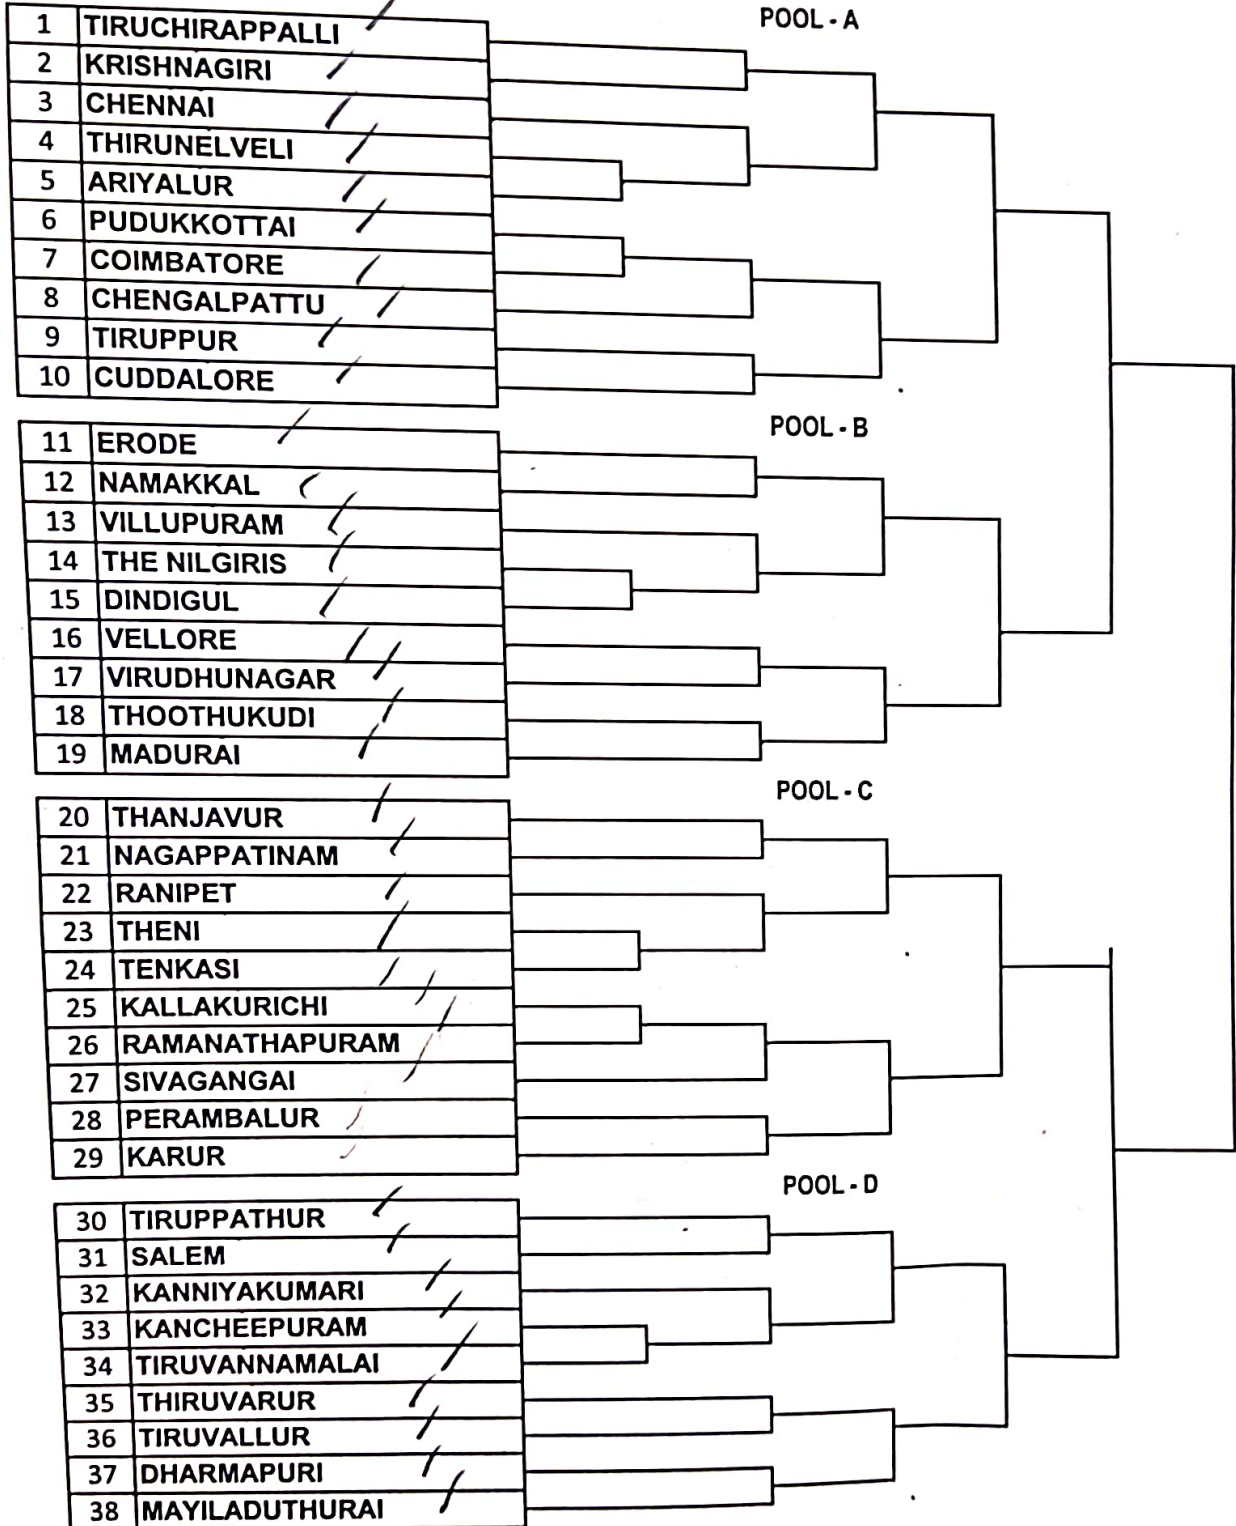 POOL - A
1 TIRUCHIRAPPALLI
2 KRISHNAGIRI
3 CHENNAI
4 THIRUNELVELI
5 ARIYALUR
6 PUDUKKOTTAI
7 COIMBATORE
8 CHENGALPATTU
9 TIRUPPUR
10 CUDDALORE
POOL - B
11 ERODE
12 NAMAKKAL
13 VILLUPURAM
14 THE NILGIRIS
15 DINDIGUL
16 VELLORE
17 VIRUDHUNAGAR
18 THOOTHUKUDI
19 MADURAI
POOL - C
20 THANJAVUR
21 NAGAPPATINAM
22 RANIPET
23 THENI
24 TENKASI
25 KALLAKURICHI
26 RAMANATHAPURAM
27 SIVAGANGAI
28 PERAMBALUR
29 KARUR
POOL - D
30 TIRUPPATHUR
31 SALEM
32 KANNIYAKUMARI
33 KANCHEEPURAM
34 TIRUVANNAMALAI
35 THIRUVARUR
36 TIRUVALLUR
37 DHARMAPURI
38 MAYILADUTHURAI